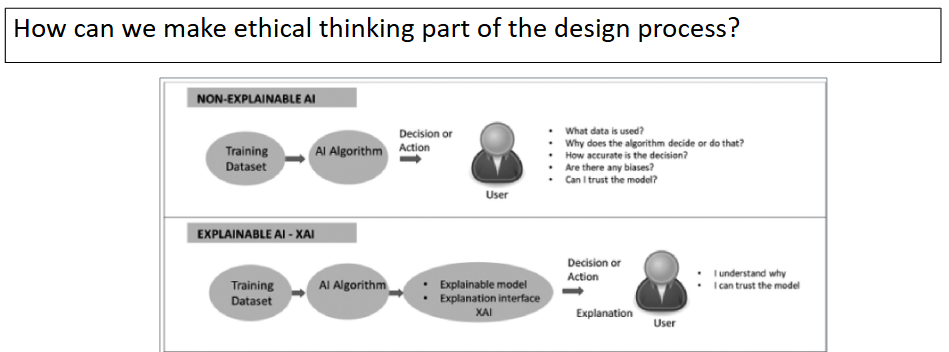 How can we make ethical thinking part of the design process?
NON-EXPLAINABLE AI
Training
Dataset
AI Algorithm
Decision or
Action
User
• What data is used?
• Why does the algorithm decide or do that?
• How accurate is the decision?
• Are there any biases?
• Can I trust the model?
EXPLAINABLE AI - XAI
Training
Dataset
AI Algorithm
• Explainable model
• Explanation interface
XAI
Decision or
Action
Explanation
User
• I understand why
• I can trust the model